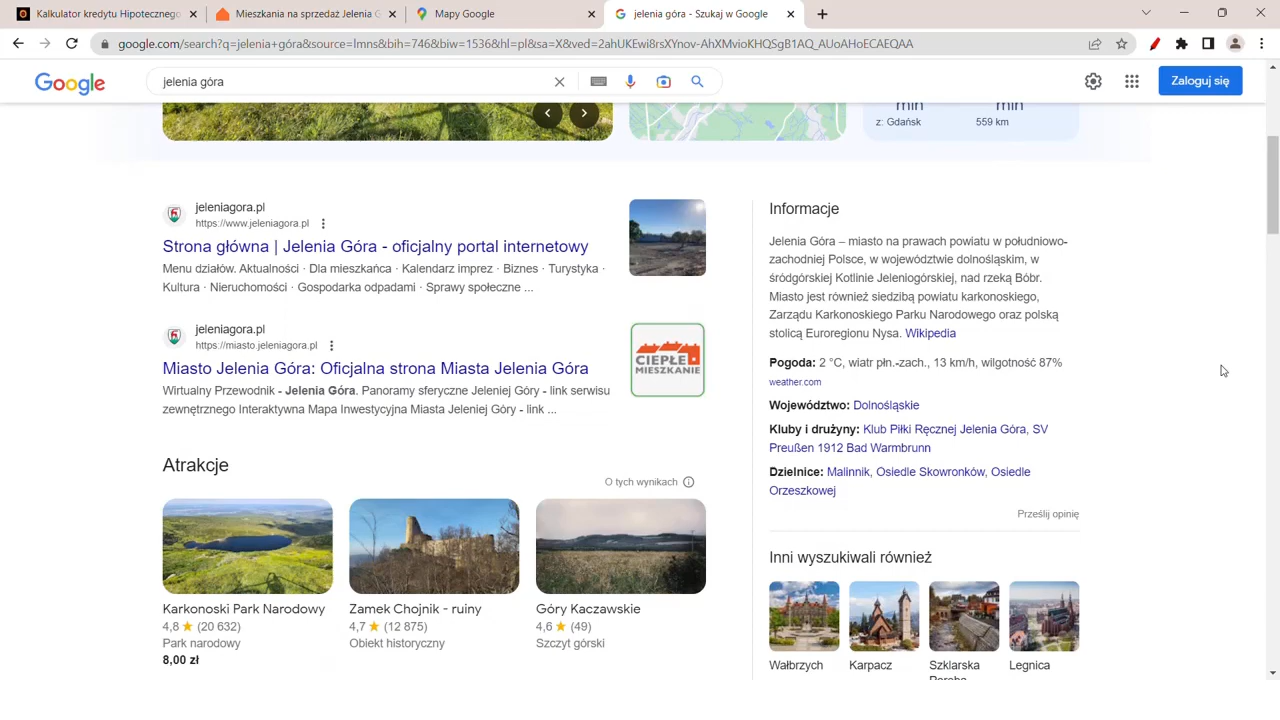 Kalkulator kredytu Hipotecznego
Mieszkania na sprzedaż Jelenia G
Mapy Google
jelenia góra - Szukaj w Google
google.com/search?q=jelenia+góra&source=lmns&bih=746&biw=1536&hl=pl&sa=X&ved=2ahUKEwi8rsXYnov-AhXMvioKHQSgB1AQ_AUoAHoECAEQAA
Google
jelenia góra
Zaloguj się
min min
z: Gdańsk 559 km
jeleniagora.pl
https://www.jeleniagora.pl
Strona główna | Jelenia Góra - oficjalny portal internetowy
Menu działów. Aktualności · Dla mieszkańca · Kalendarz imprez · Biznes · Turystyka ·
Kultura · Nieruchomości · Gospodarka odpadami · Sprawy społeczne ...
jeleniagora.pl
https://miasto.jeleniagora.pl
Miasto Jelenia Góra: Oficjalna strona Miasta Jelenia Góra
Wirtualny Przewodnik - Jelenia Góra. Panoramy sferyczne Jeleniej Góry - link serwisu
zewnętrznego Interaktywna Mapa Inwestycyjna Miasta Jeleniej Góry - link ...
CIEPŁE
MIESZKANIE
Atrakcje
O tych wynikach
Karkonoski Park Narodowy
4,8 ★ (20 632)
Park narodowy
8,00 zł
Zamek Chojnik - ruiny
4,7 ★ (12 875)
Obiekt historyczny
Góry Kaczawskie
4,6 ★ (49)
Szczyt górski
Informacje
Jelenia Góra – miasto na prawach powiatu w południowo-
zachodniej Polsce, w województwie dolnośląskim, w
śródgórskiej Kotlinie Jeleniogórskiej, nad rzeką Bóbr.
Miasto jest również siedzibą powiatu karkonoskiego,
Zarządu Karkonoskiego Parku Narodowego oraz polską
stolicą Euroregionu Nysa. Wikipedia
Pogoda: 2 °C, wiatr płn.-zach., 13 km/h, wilgotność 87%
weather.com
Województwo: Dolnośląskie
Kluby i drużyny: Klub Piłki Ręcznej Jelenia Góra, SV
Preußen 1912 Bad Warmbrunn
Dzielnice: Malinnik, Osiedle Skowronków, Osiedle
Orzeszkowej
Prześlij opinię
Inni wyszukiwali również
Wałbrzych
Karpacz
Szklarska
Poręba
Legnica